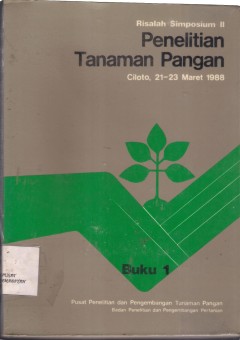 Risalah Simposium II
Penelitian
Tanaman Pangan
Ciloto, 21-23 Maret 1988
Buku 1
Pusat Penelitian dan Pengembangan Tanaman Pangan
Badan Penelitian dan Pengembangan Pertanian